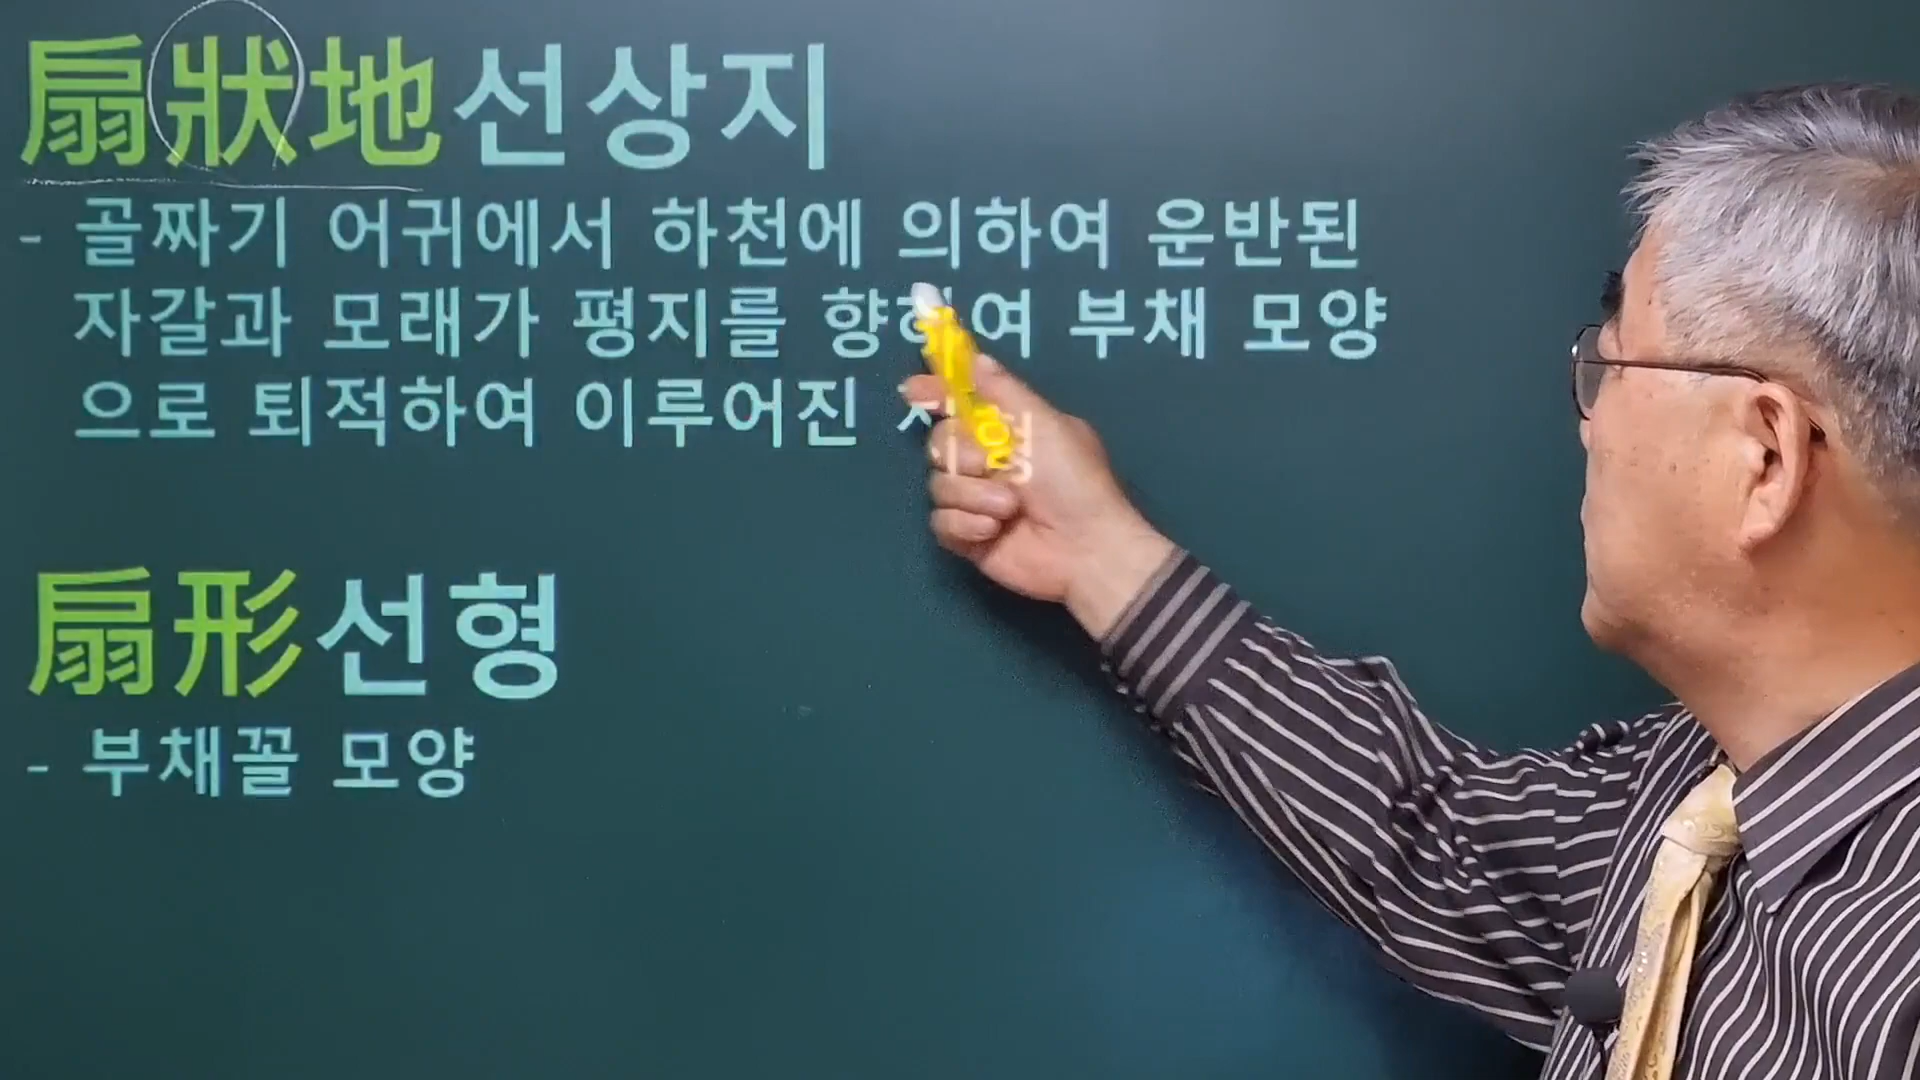 扇狀地선상지
- 골짜기 어귀에서 하천에 의하여 운반된
자갈과 모래가 평지를 향하여 부채 모양
으로 퇴적하여 이루어진 지형
扇形선형
- 부채꼴 모양